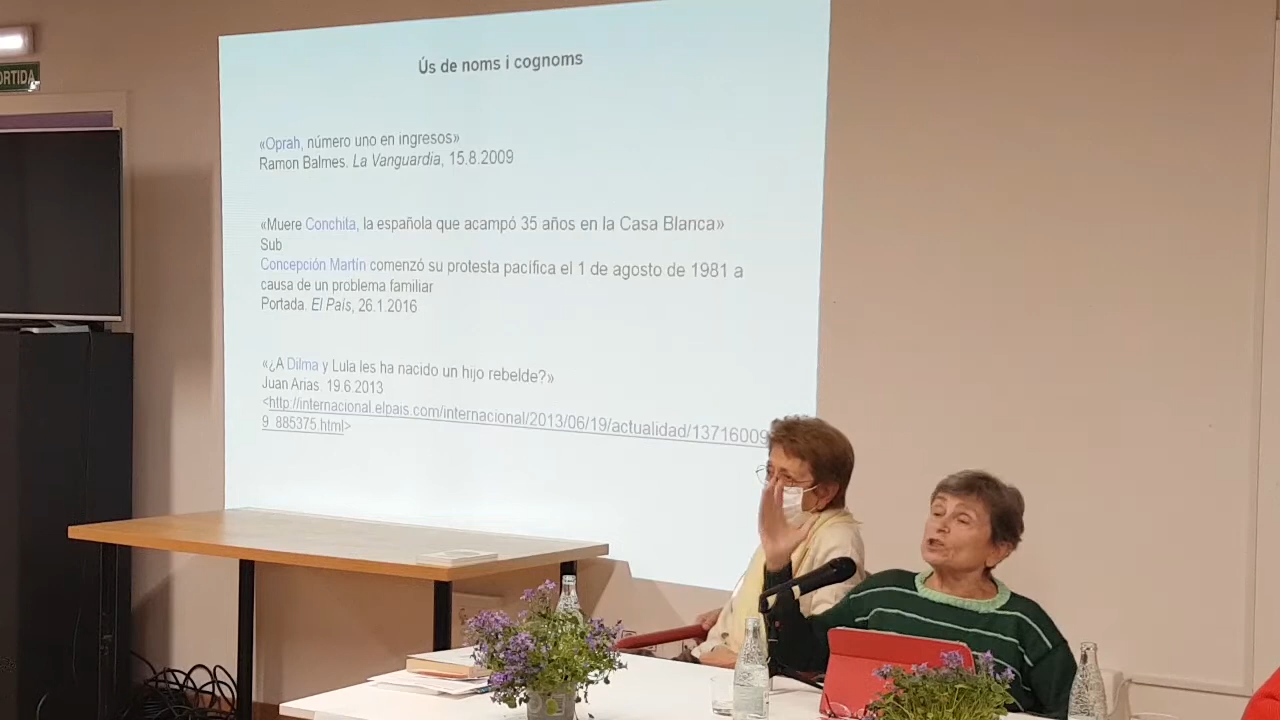 ORTIDA
Ús de noms i cognoms
«Oprah, número uno en ingresos»
Ramon Balmes. La Vanguardia, 15.8.2009
«Muere Conchita, la española que acampó 35 años en la Casa Blanca»
Sub
Concepción Martín comenzó su protesta pacífica el 1 de agosto de 1981 a
causa de un problema familiar
Portada. El País, 26.1.2016
«¿A Dilma y Lula les ha nacido un hijo rebelde?»
Juan Arias. 19.6.2013
<http://internacional.elpais.com/internacional/2013/06/19/actualidad/13716009
9_885375.html>